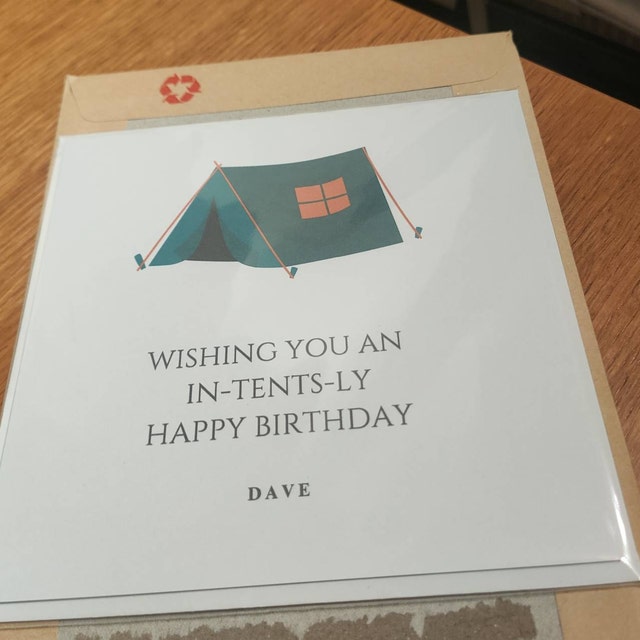 WISHING YOU AN
IN-TENTS-LY
HAPPY BIRTHDAY
DAVE